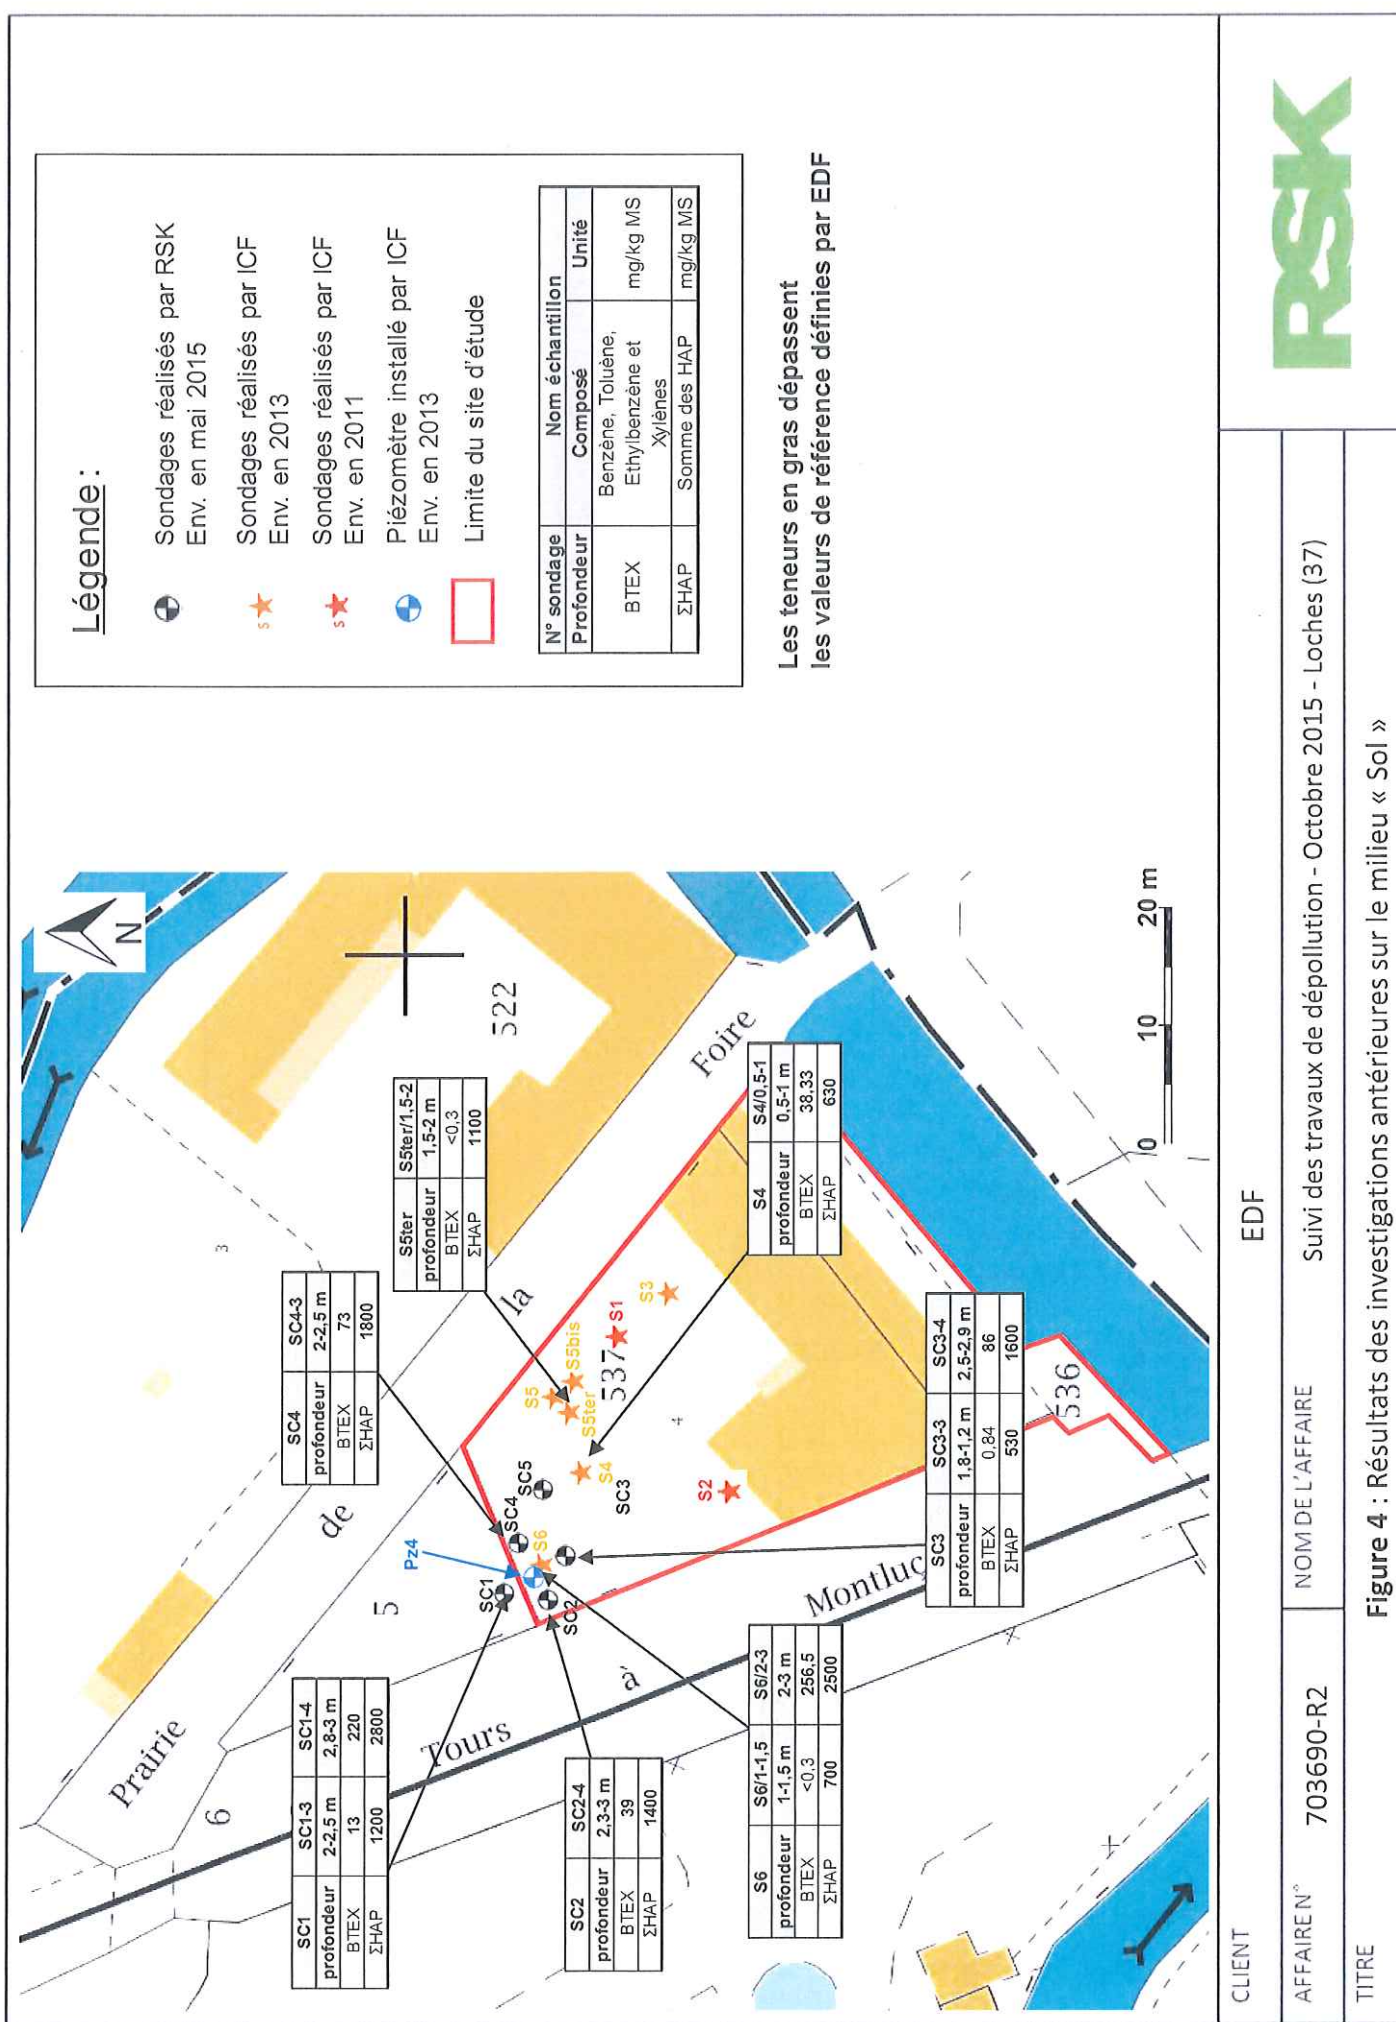 Légende :
Sondages réalisés par RSK
Env. en mai 2015
S
Sondages réalisés par ICF
Env. en 2013
S
Sondages réalisés par ICF
Env. en 2011
Piézomètre installé par ICF
Env. en 2013
Limite du site d'étude
N° sondage Nom échantillon
Profondeur Composé Unité
BTEX Benzène, Toluène, Ethylbenzène et Xylènes mg/kg MS
ΣHAP Somme des HAP mg/kg MS
Les teneurs en gras dépassent
les valeurs de référence définies par EDF
N
SC4 SC4-3
profondeur 2-2,5 m
BTEX 73
ΣHAP 1800
S5ter S5ter/1,5-2
profondeur 1,5-2 m
BTEX <0,3
ΣHAP 1100
SC1 SC1-3 SC1-4
profondeur 2-2,5 m 2,8-3 m
BTEX 13 220
ΣHAP 1200 2800
SC2 SC2-4
profondeur 2,3-3 m
BTEX 39
ΣHAP 1400
S6 S6/1-1,5 S6/2-3
profondeur 1-1,5 m 2-3 m
BTEX <0,3 256,5
ΣHAP 700 2500
S4 S4/0,5-1
profondeur 0,5-1 m
BTEX 38,33
ΣHAP 630
SC3 SC3-3 SC3-4
profondeur 1,8-1,2 m 2,5-2,9 m
BTEX 0,84 86
ΣHAP 530 1600
Prairie de la Foire
Tours à Montluç
3
522
5
6
537
4
536
Pz4
SC1
SC2
SC4
SC5
SC3
S6
S4
S5
S5bis
S5ter
S1
S3
S2
0 10 20 m
CLIENT EDF
AFFAIRE N° 703690-R2 NOM DE L'AFFAIRE Suivi des travaux de dépollution - Octobre 2015 - Loches (37)
TITRE
Figure 4 : Résultats des investigations antérieures sur le milieu « Sol »
RSK